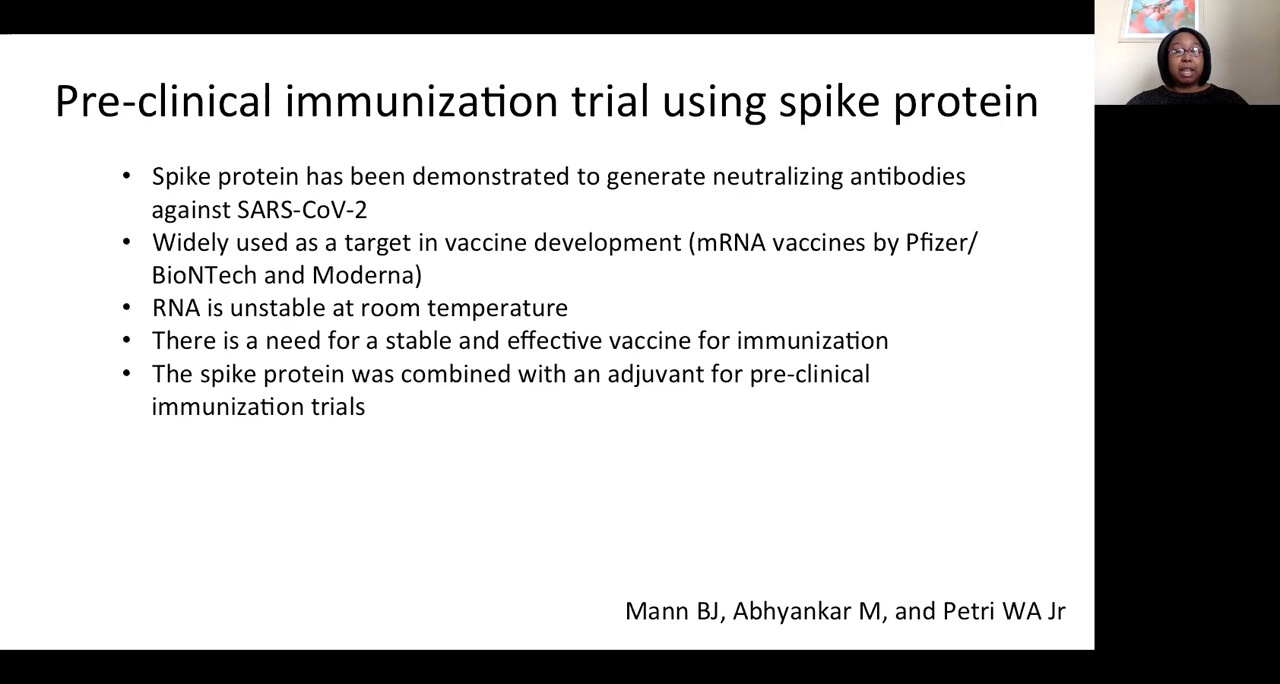 Pre-clinical immunization trial using spike protein
• Spike protein has been demonstrated to generate neutralizing antibodies
against SARS-CoV-2
• Widely used as a target in vaccine development (mRNA vaccines by Pfizer/
BioNTech and Moderna)
• RNA is unstable at room temperature
• There is a need for a stable and effective vaccine for immunization
• The spike protein was combined with an adjuvant for pre-clinical
immunization trials
Mann BJ, Abhyankar M, and Petri WA Jr